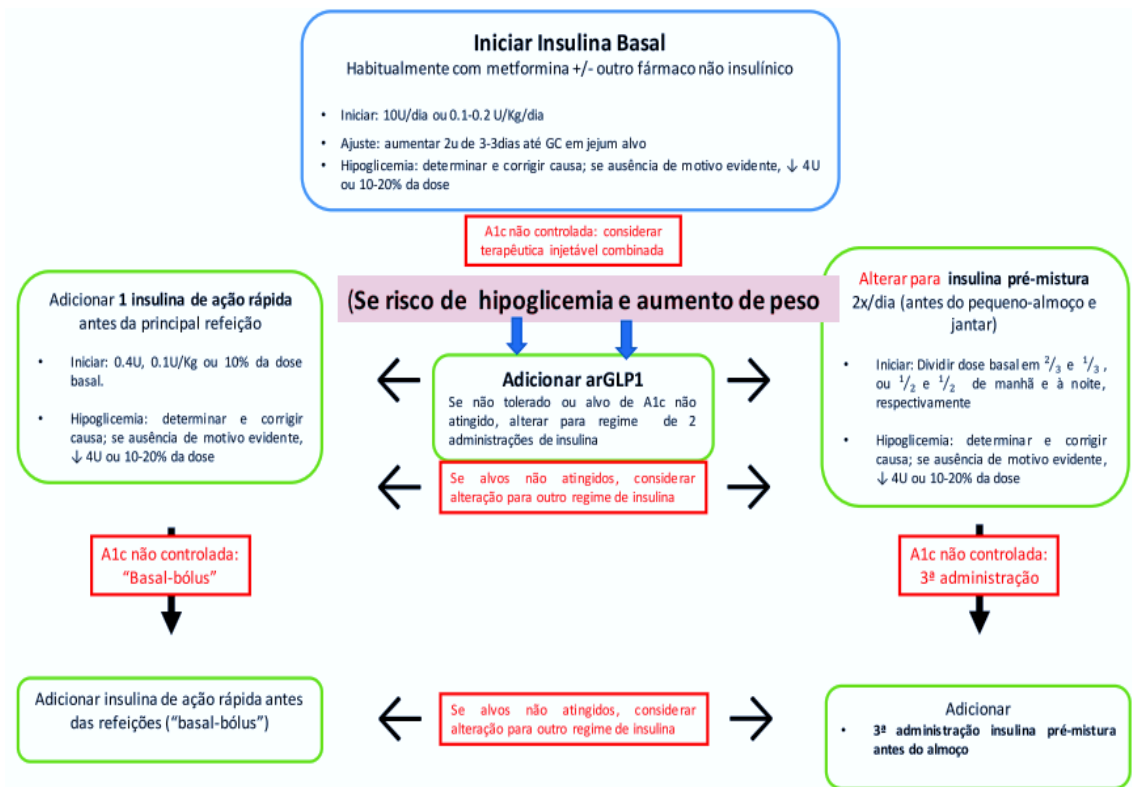 Iniciar Insulina Basal
Habitualmente com metformina +/- outro fármaco não insulínico
• Iniciar: 10U/dia ou 0.1-0.2 U/Kg/dia
• Ajuste: aumentar 2u de 3-3dias até GC em jejum alvo
• Hipoglicemia: determinar e corrigir causa; se ausência de motivo evidente, ↓ 4U
ou 10-20% da dose
A1c não controlada: considerar
terapêutica injetável combinada
(Se risco de hipoglicemia e aumento de peso
Adicionar 1 insulina de ação rápida
antes da principal refeição
• Iniciar: 0.4U, 0.1U/Kg ou 10% da dose
basal.
• Hipoglicemia: determinar e corrigir
causa; se ausência de motivo evidente,
↓ 4U ou 10-20% da dose
Adicionar arGLP1
Se não tolerado ou alvo de A1c não
atingido, alterar para regime de 2
administrações de insulina
Alterar para insulina pré-mistura
2x/dia (antes do pequeno-almoço e
jantar)
• Iniciar: Dividir dose basal em 2/3 e 1/3 ,
ou 1/2 e 1/2 de manhã e à noite,
respectivamente
• Hipoglicemia: determinar e corrigir
causa; se ausência de motivo evidente,
↓ 4U ou 10-20% da dose
Se alvos não atingidos, considerar
alteração para outro regime de insulina
A1c não controlada:
“Basal-bólus”
A1c não controlada:
3ª administração
Adicionar insulina de ação rápida antes
das refeições (“basal-bólus”)
Se alvos não atingidos, considerar
alteração para outro regime de insulina
Adicionar
• 3ª administração insulina pré-mistura
antes do almoço